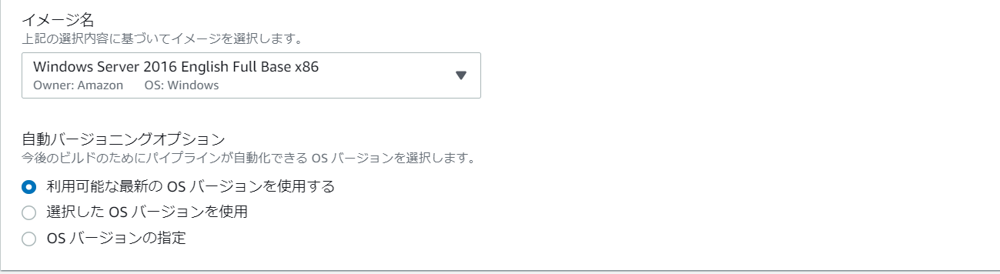 イメージ名
上記の選択内容に基づいてイメージを選択します。
Windows Server 2016 English Full Base x86
Owner: Amazon OS: Windows
自動バージョニングオプション
今後のビルドのためにパイプラインが自動化できる OS バージョンを選択します。
利用可能な最新の OS バージョンを使用する
選択した OS バージョンを使用
OS バージョンの指定